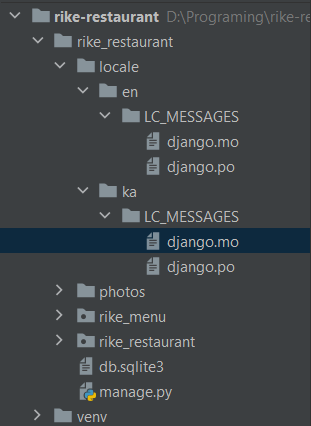 rike-restaurant D:\Programing\rike-re
rike_restaurant
locale
en
LC_MESSAGES
django.mo
django.po
ka
LC_MESSAGES
django.mo
django.po
photos
rike_menu
rike_restaurant
db.sqlite3
manage.py
venv